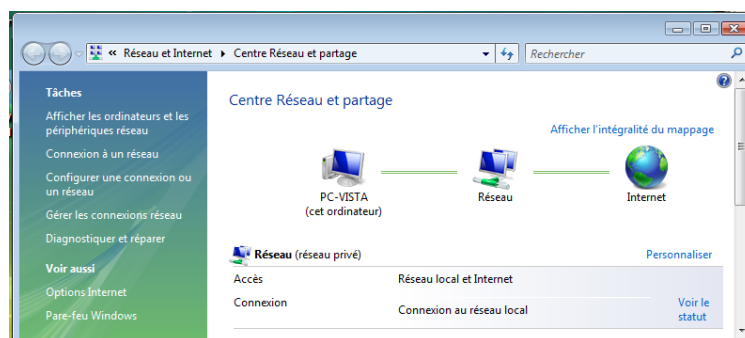 « Réseau et Internet ▸ Centre Réseau et partage
Rechercher
Tâches
Afficher les ordinateurs et les
périphériques réseau
Connexion à un réseau
Configurer une connexion ou
un réseau
Gérer les connexions réseau
Diagnostiquer et réparer
Voir aussi
Options Internet
Pare-feu Windows
Centre Réseau et partage
Afficher l'intégralité du mappage
PC-VISTA
(cet ordinateur)
Réseau
Internet
Réseau (réseau privé)
Personnaliser
Accès
Réseau local et Internet
Connexion
Connexion au réseau local
Voir le
statut